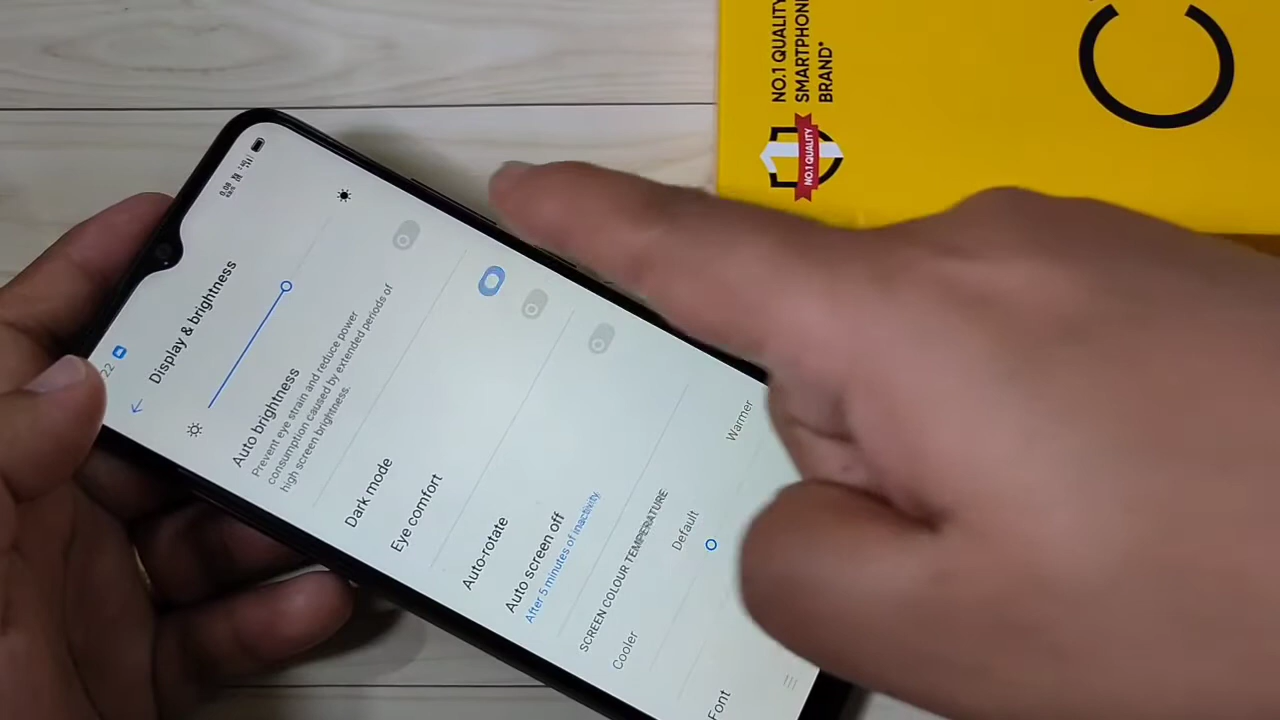 22
Display & brightness
Auto brightness
Prevent eye strain and reduce power
consumption caused by extended periods of
high screen brightness.
Dark mode
Eye comfort
Auto-rotate
Auto screen off
After 5 minutes of inactivity
SCREEN COLOUR TEMPERATURE
Cooler
Default
Warmer
Font
NO.1 QUALITY
SMARTPHONE
BRAND*
NO.1 QUALITY
C